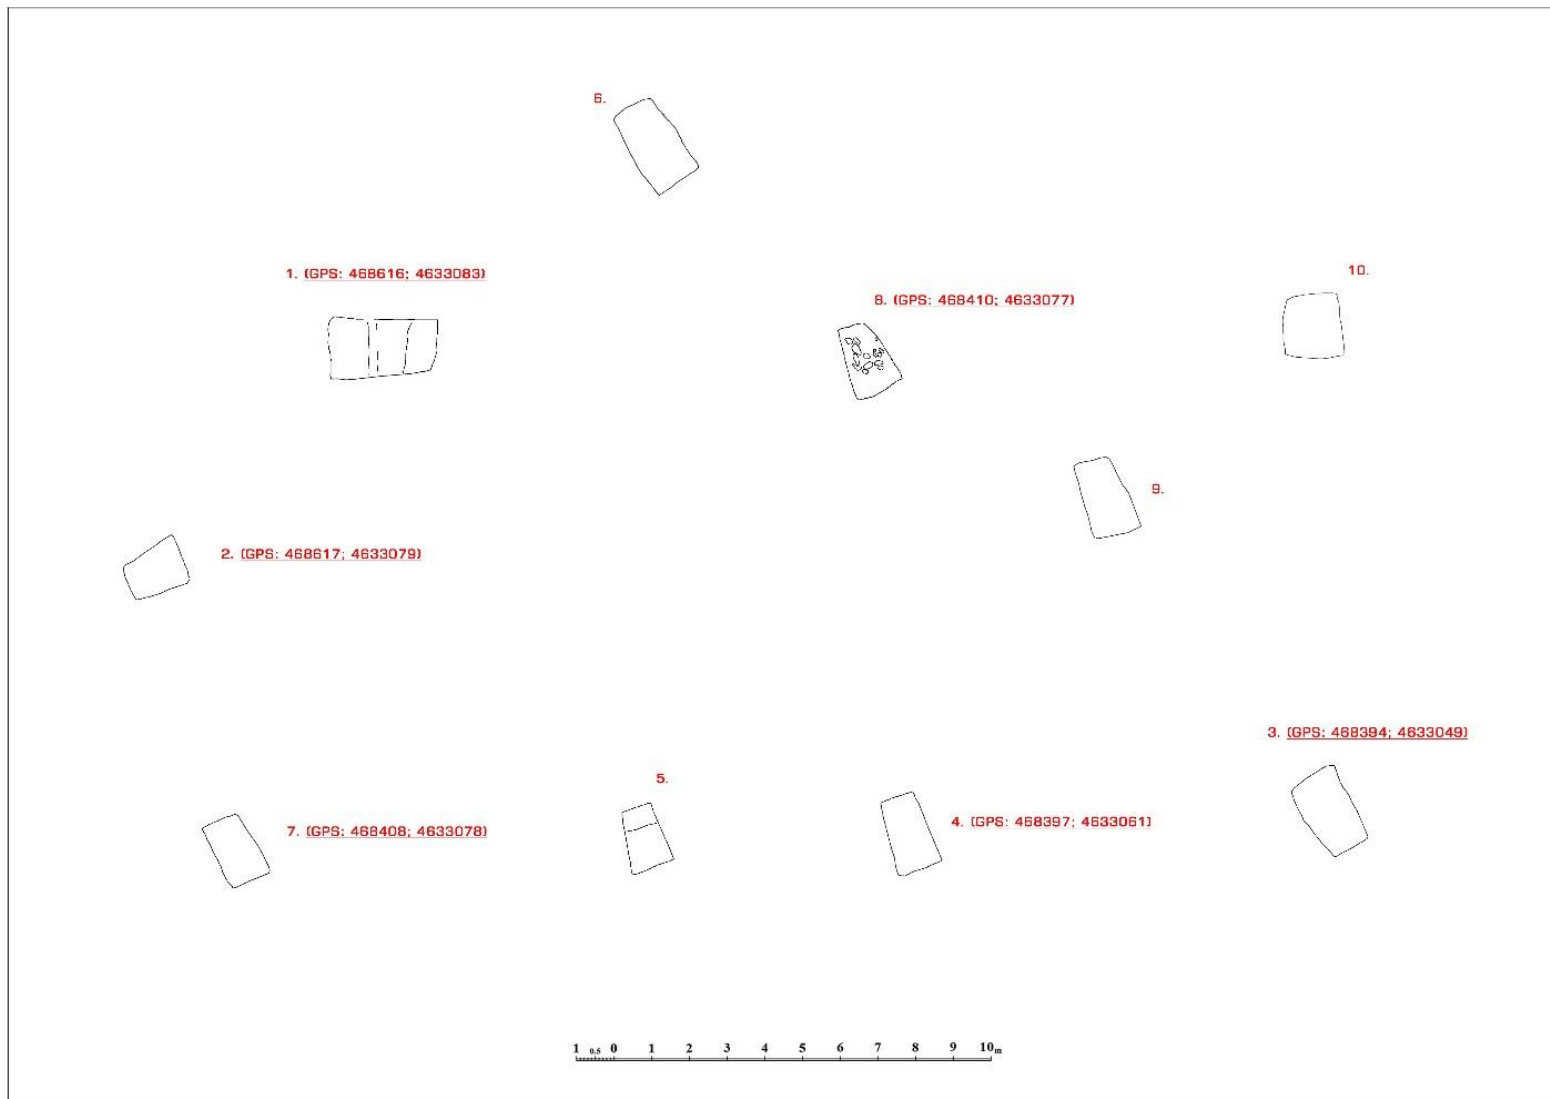 6.
1. (GPS: 468616; 4633083)
10.
8. (GPS: 468410; 4633077)
9.
2. (GPS: 468617; 4633079)
3. (GPS: 468394; 4633049)
5.
4. (GPS: 468397; 4633061)
7. (GPS: 468408; 4633078)
1 0.5 0 1 2 3 4 5 6 7 8 9 10 m